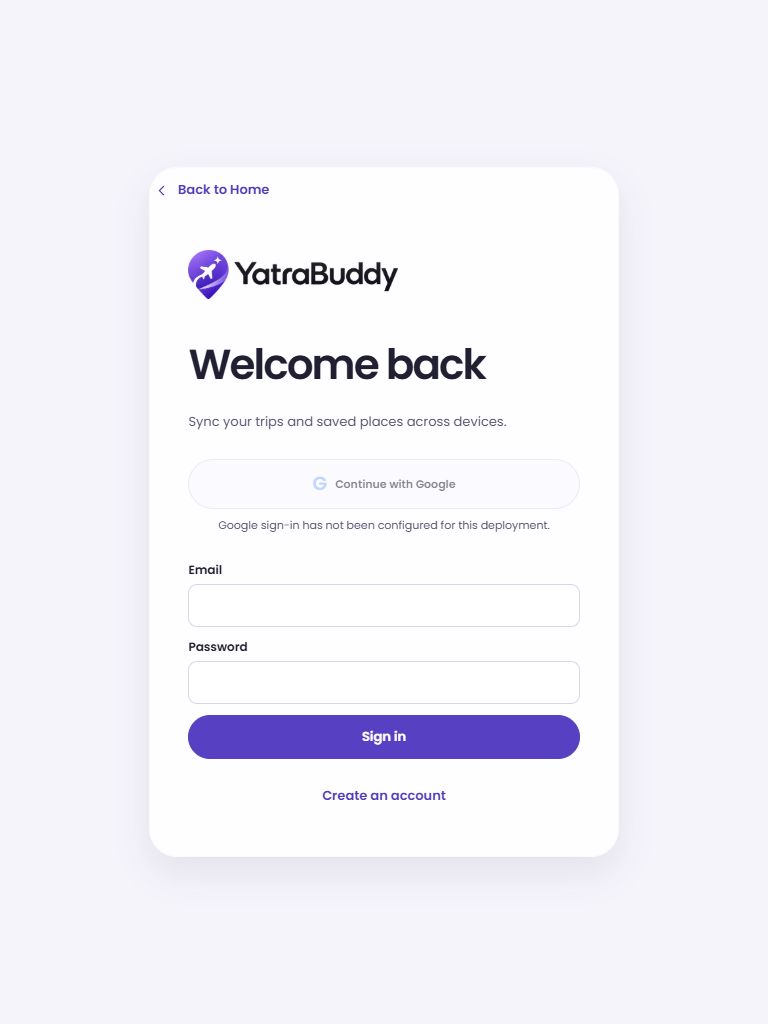 Back to Home
YatraBuddy
Welcome back
Sync your trips and saved places across devices.
Continue with Google
Google sign-in has not been configured for this deployment.
Email
Password
Sign in
Create an account